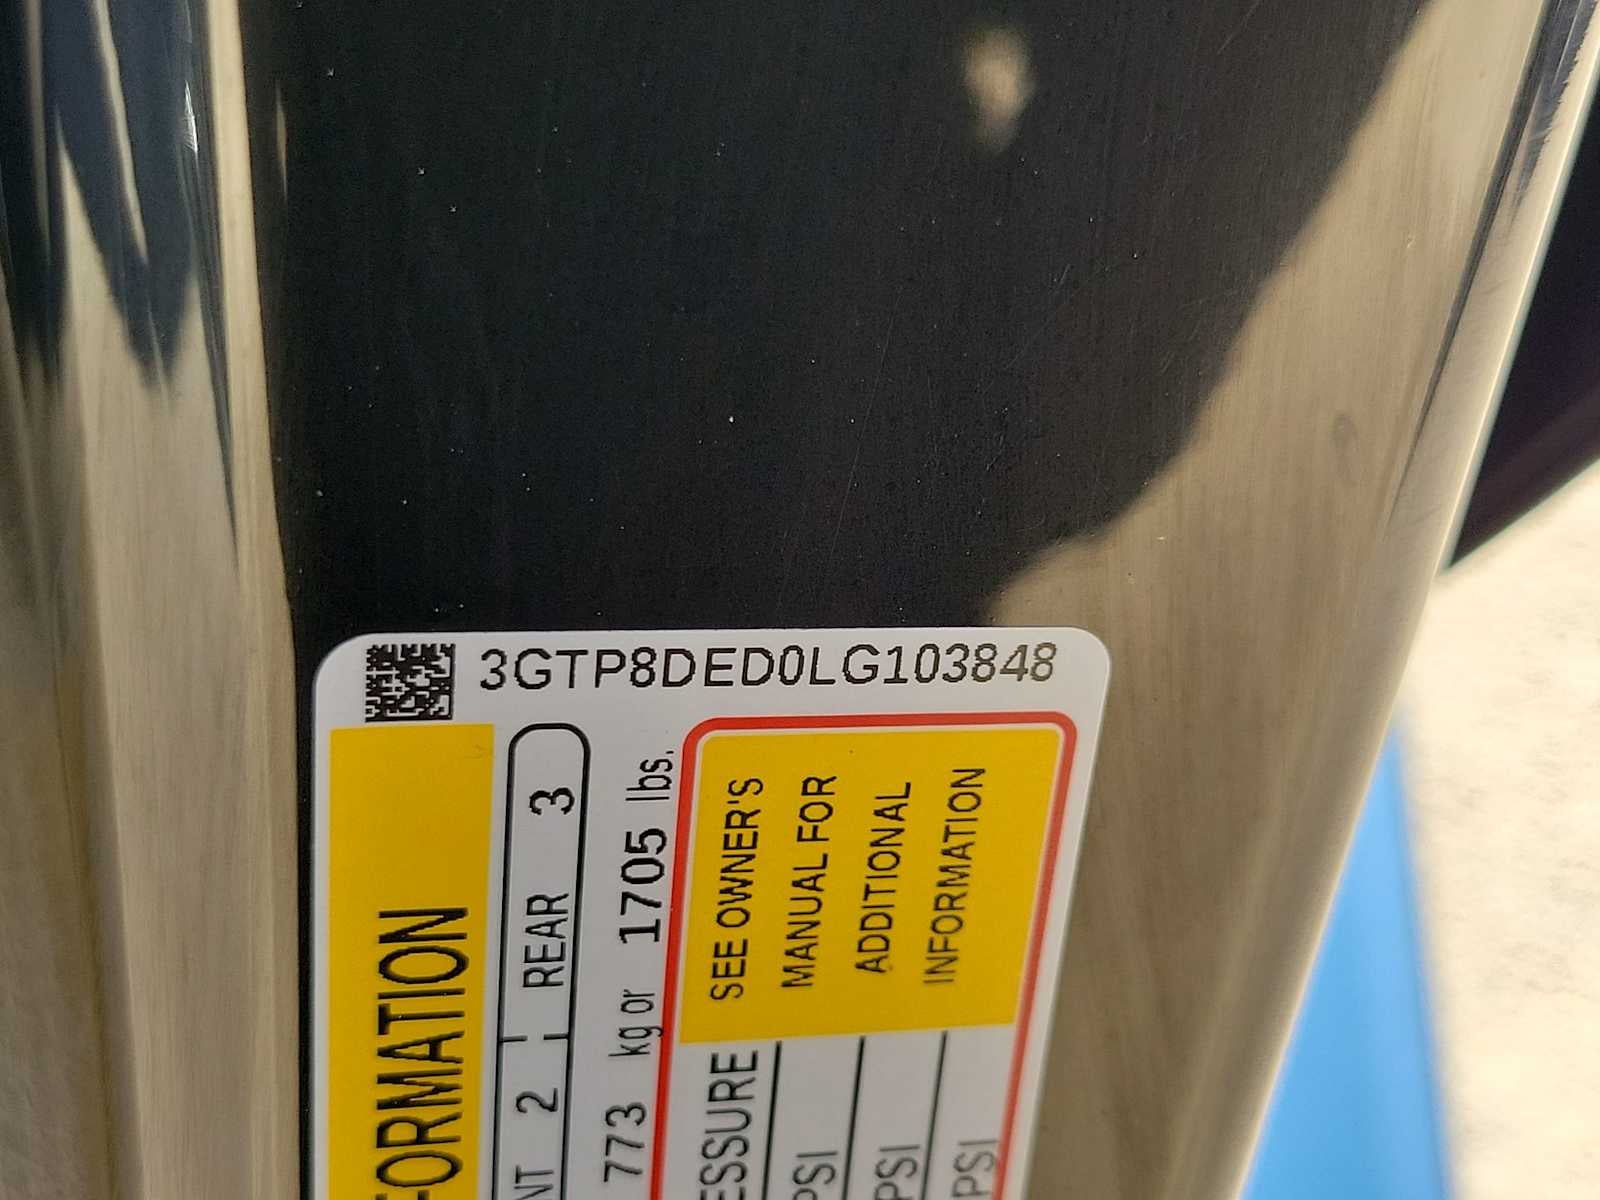 3GTP8DED0LG103848
FORMATION
NT 2 REAR 3
773 kg or 1705 lbs.
ESSURE
PSI
PSI
PSI
SEE OWNER'S
MANUAL FOR
ADDITIONAL
INFORMATION